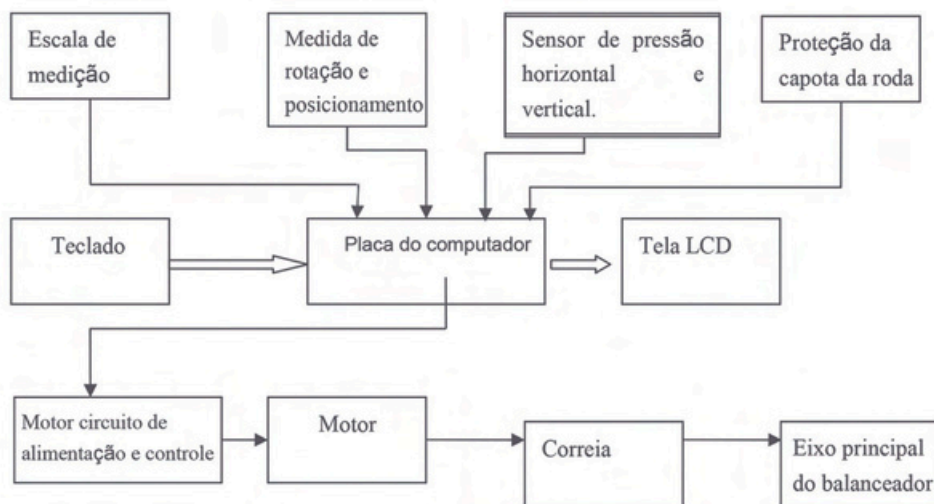 Escala de
medição
Medida de
rotação e
posicionamento
Sensor de pressão
horizontal e
vertical.
Proteção da
capota da roda
Teclado
Placa do computador
Tela LCD
Motor circuito de
alimentação e controle
Motor
Correia
Eixo principal
do balanceador